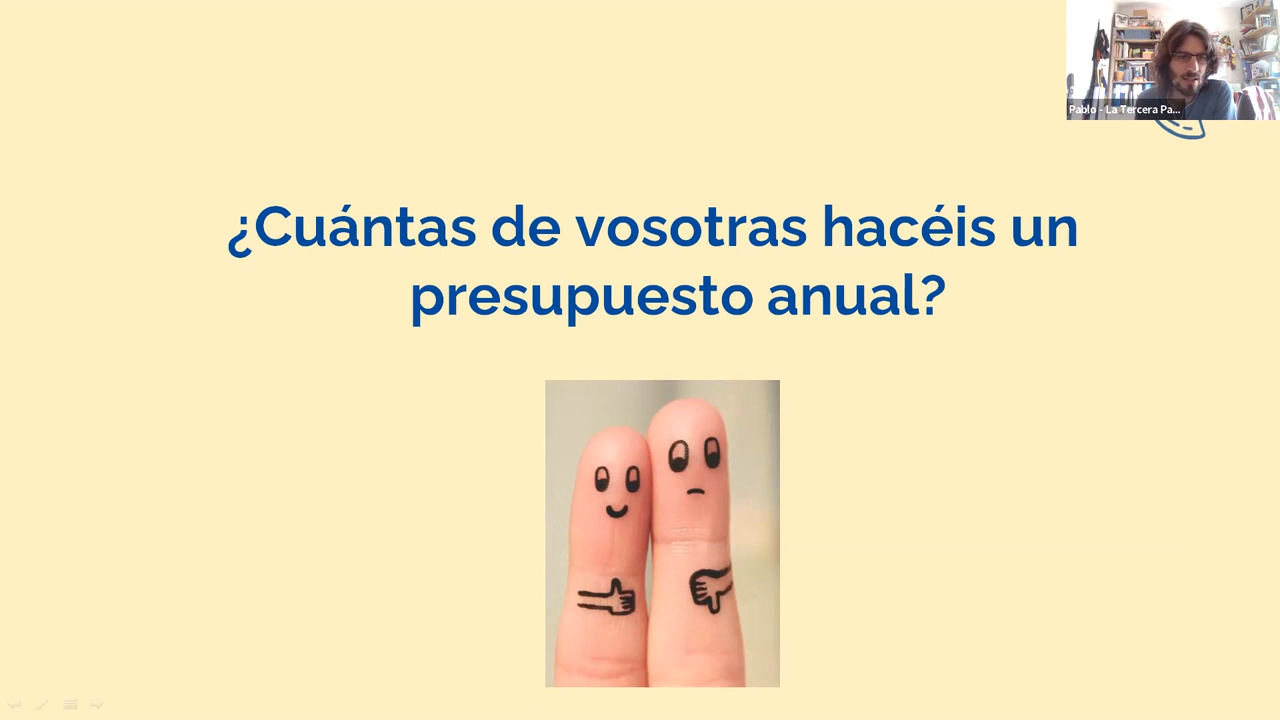 Pablo - La Tercera Pa...
¿Cuántas de vosotras hacéis un
presupuesto anual?